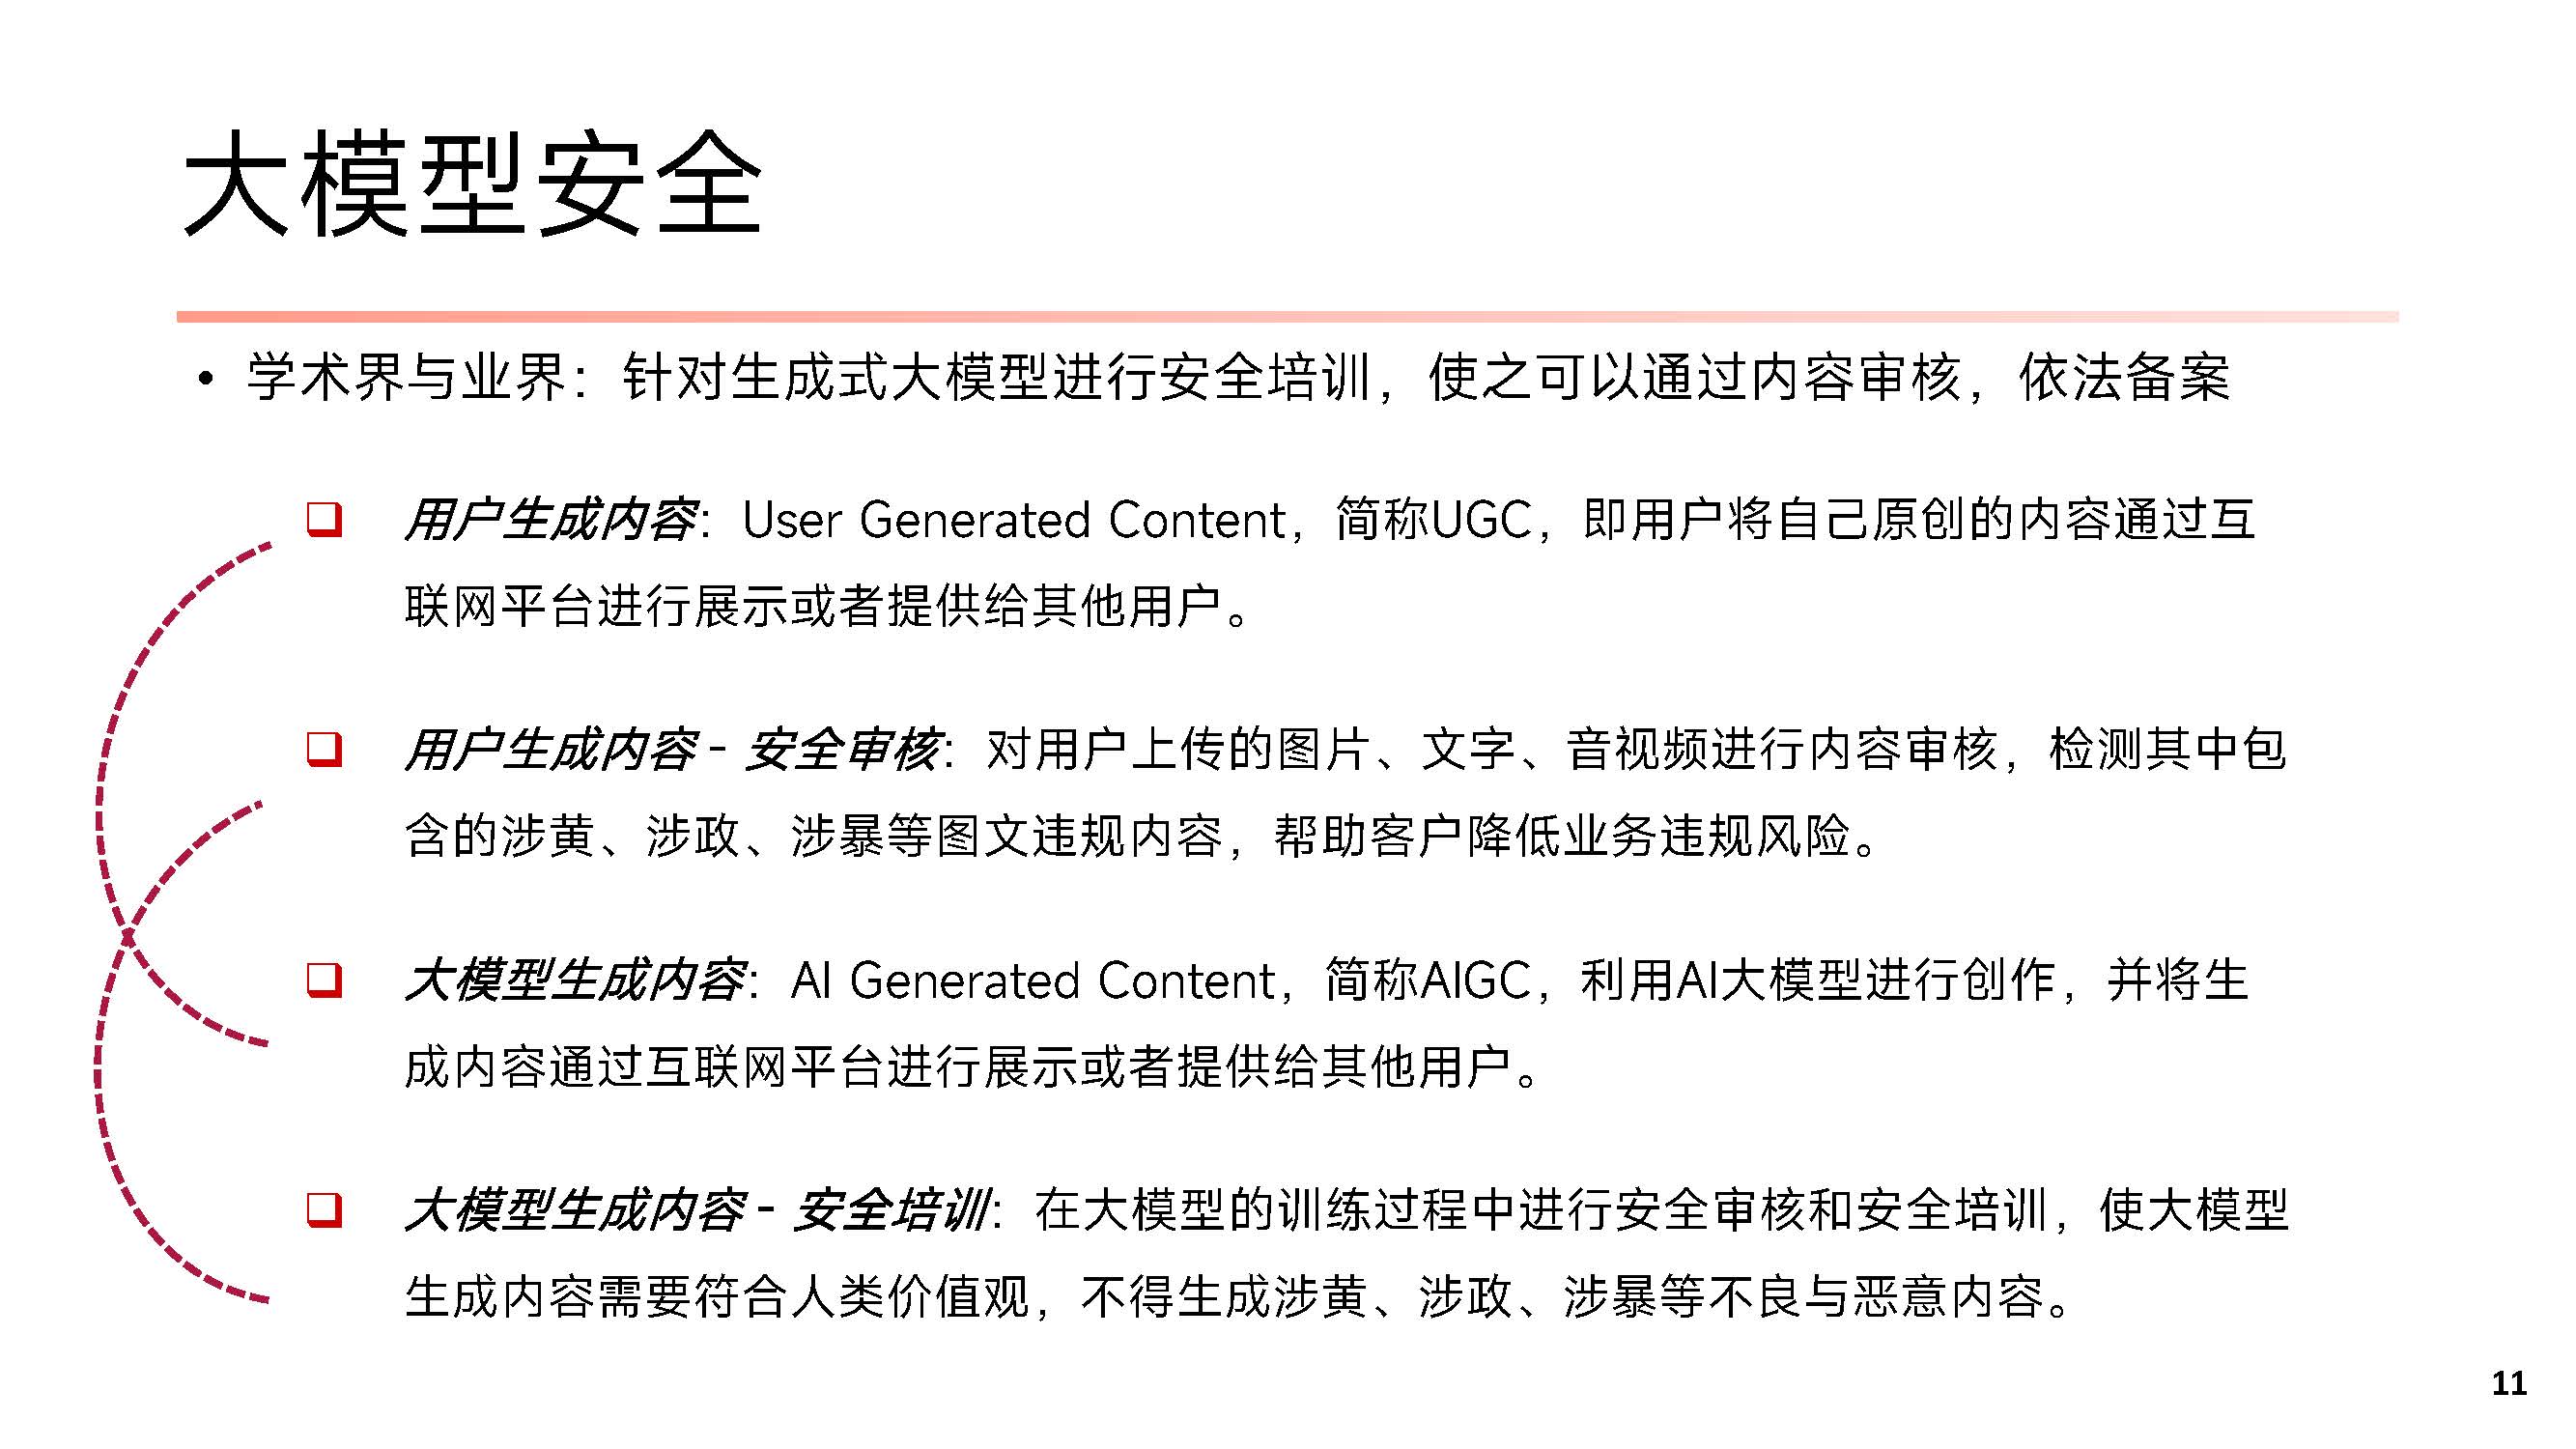 大模型安全
• 学术界与业界：针对生成式大模型进行安全培训，使之可以通过内容审核，依法备案
❑ 用户生成内容：User Generated Content，简称UGC，即用户将自己原创的内容通过互
联网平台进行展示或者提供给其他用户。
❑ 用户生成内容 - 安全审核：对用户上传的图片、文字、音视频进行内容审核，检测其中包
含的涉黄、涉政、涉暴等图文违规内容，帮助客户降低业务违规风险。
❑ 大模型生成内容：AI Generated Content，简称AIGC，利用AI大模型进行创作，并将生
成内容通过互联网平台进行展示或者提供给其他用户。
❑ 大模型生成内容 - 安全培训：在大模型的训练过程中进行安全审核和安全培训，使大模型
生成内容需要符合人类价值观，不得生成涉黄、涉政、涉暴等不良与恶意内容。
11